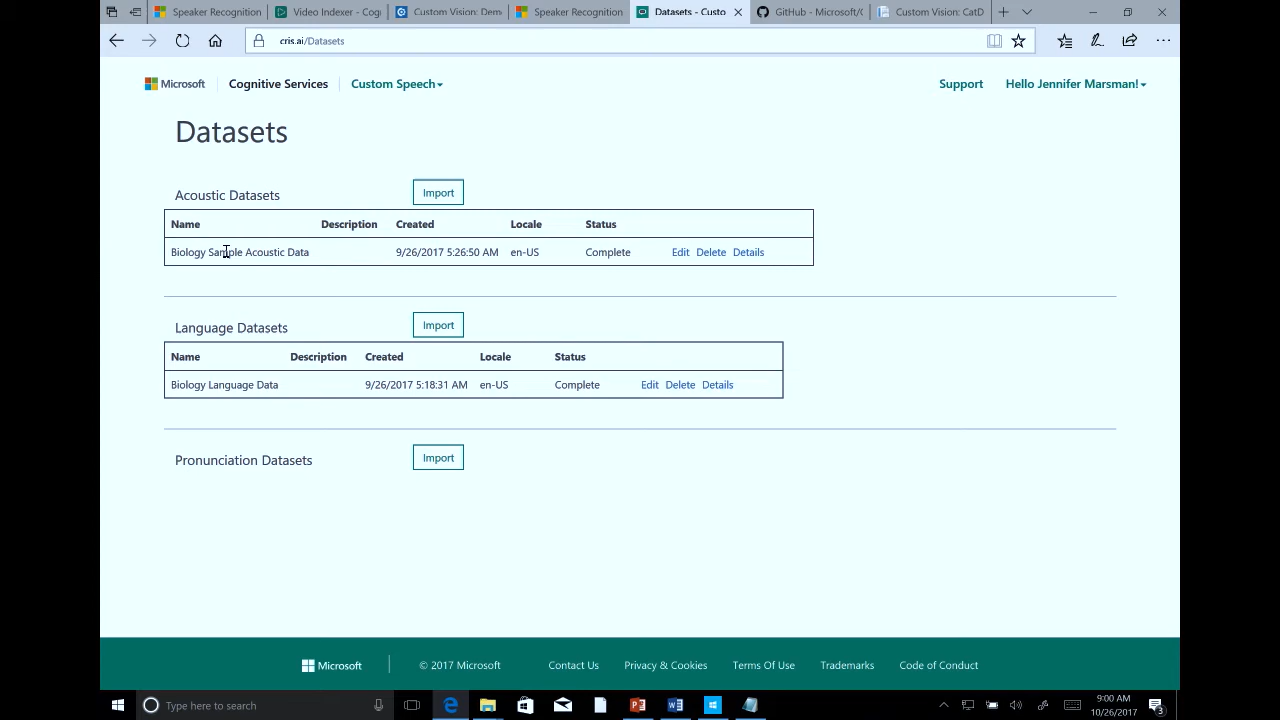 Speaker Recognition
Video Indexer - Cog
Custom Vision: Dem
Speaker Recognition
Datasets - Custo
GitHub - Microsoft/C
Custom Vision: CatD
cris.ai/Datasets
Microsoft
Cognitive Services
Custom Speech
Support
Hello Jennifer Marsman!
Datasets
Acoustic Datasets
Import
Name Description Created Locale Status
Biology Sample Acoustic Data 9/26/2017 5:26:50 AM en-US Complete Edit Delete Details
Language Datasets
Import
Name Description Created Locale Status
Biology Language Data 9/26/2017 5:18:31 AM en-US Complete Edit Delete Details
Pronunciation Datasets
Import
Microsoft
© 2017 Microsoft
Contact Us
Privacy & Cookies
Terms Of Use
Trademarks
Code of Conduct
Type here to search
9:00 AM
10/26/2017
3